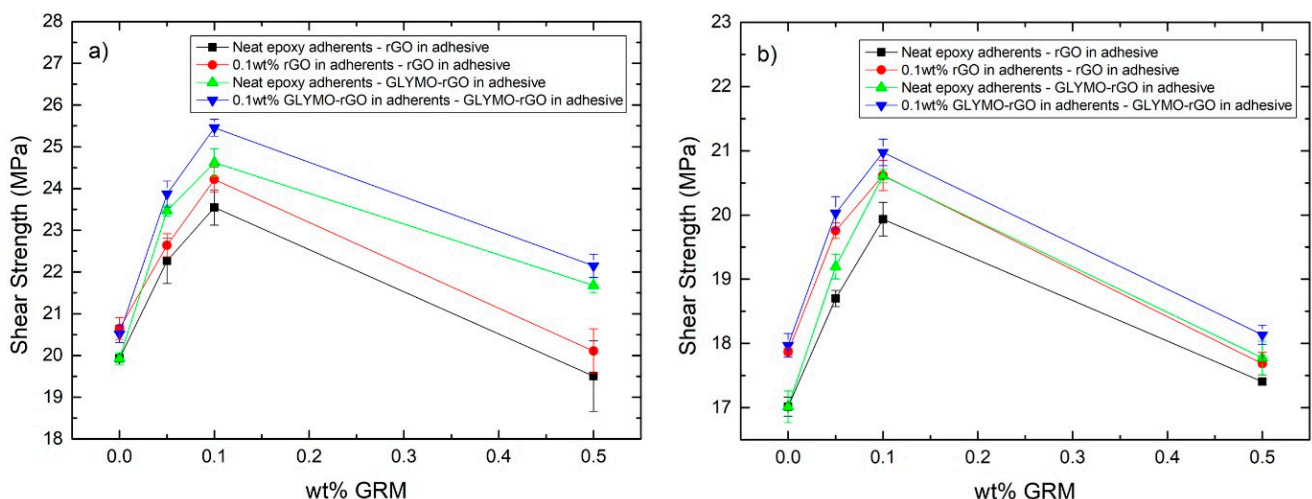 a)
Neat epoxy adherents - rGO in adhesive
0.1wt% rGO in adherents - rGO in adhesive
Neat epoxy adherents - GLYMO-rGO in adhesive
0.1wt% GLYMO-rGO in adherents - GLYMO-rGO in adhesive
Shear Strength (MPa)
28
27
26
25
24
23
22
21
20
19
18
0.0
0.1
0.2
0.3
0.4
0.5
wt% GRM
b)
Neat epoxy adherents - rGO in adhesive
0.1wt% rGO in adherents - rGO in adhesive
Neat epoxy adherents - GLYMO-rGO in adhesive
0.1wt% GLYMO-rGO in adherents - GLYMO-rGO in adhesive
Shear Strength (MPa)
23
22
21
20
19
18
17
0.0
0.1
0.2
0.3
0.4
0.5
wt% GRM